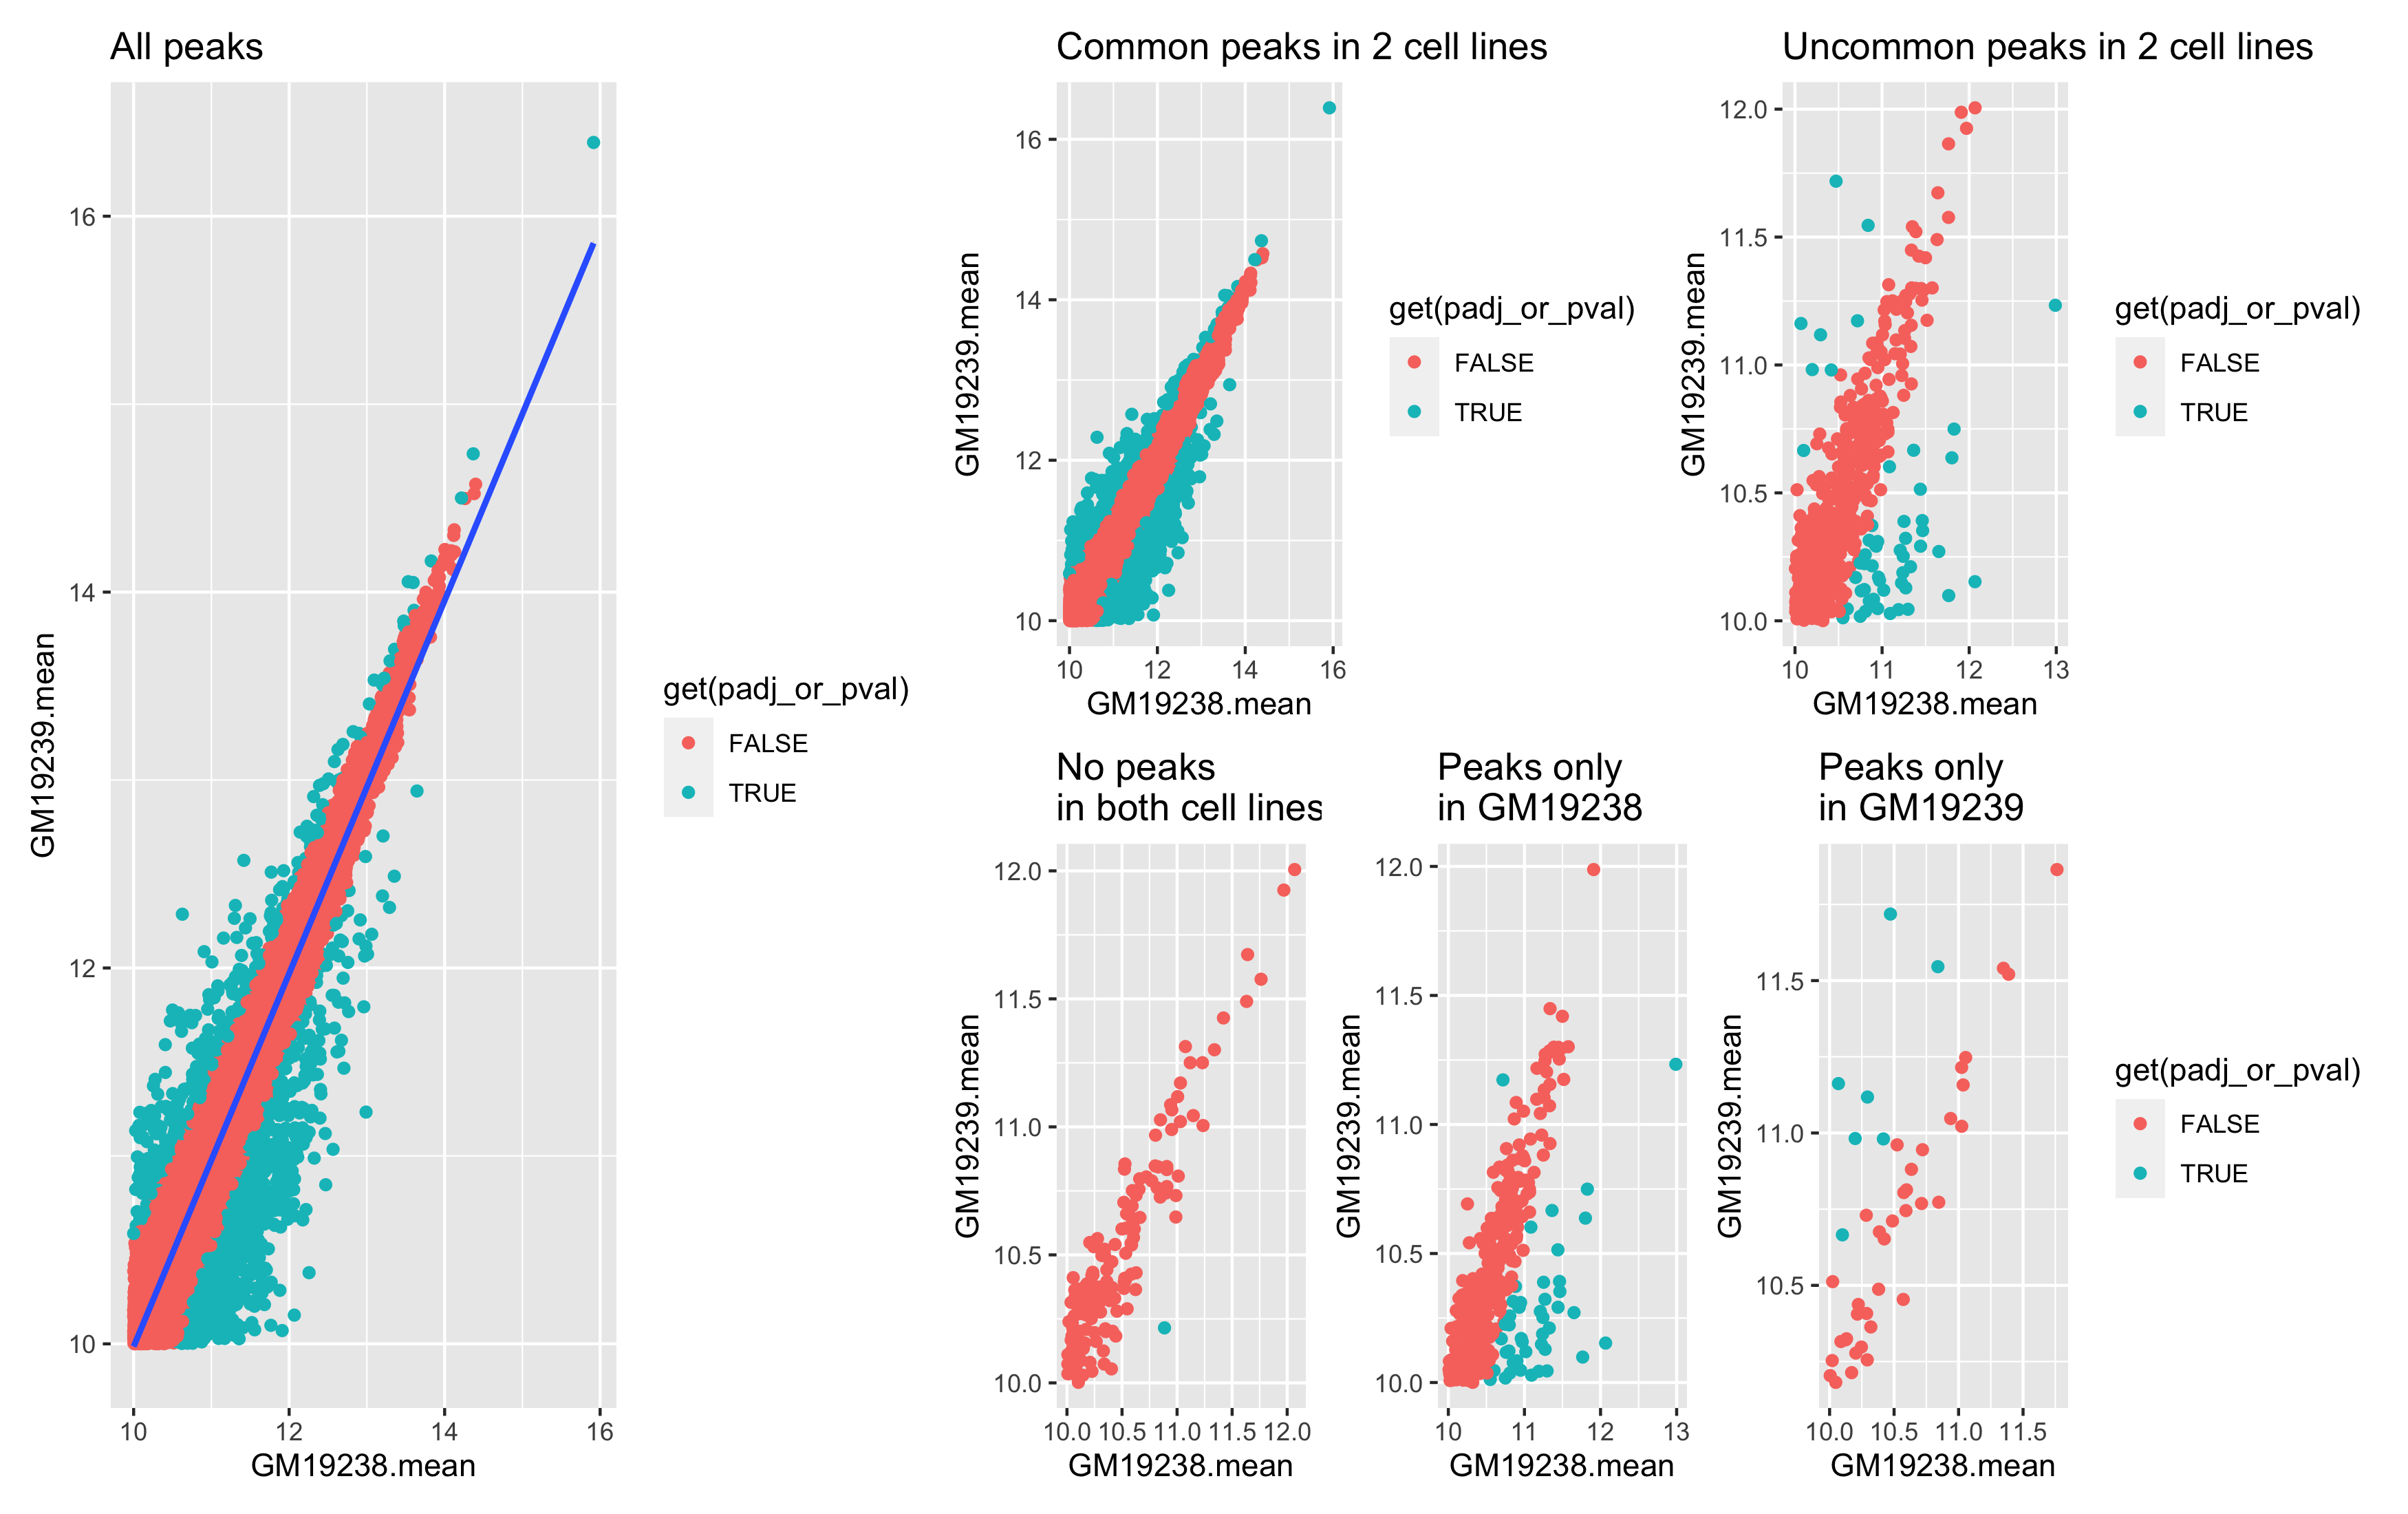 All peaks
GM19239.mean
16
14
12
10
10 12 14 16
GM19238.mean
get(padj_or_pval)
FALSE
TRUE
Common peaks in 2 cell lines
GM19239.mean
16
14
12
10
10 12 14 16
GM19238.mean
get(padj_or_pval)
FALSE
TRUE
Uncommon peaks in 2 cell lines
GM19239.mean
12.0
11.5
11.0
10.5
10.0
10 11 12 13
GM19238.mean
get(padj_or_pval)
FALSE
TRUE
No peaks
in both cell lines
GM19239.mean
12.0
11.5
11.0
10.5
10.0
10.0 10.5 11.0 11.5 12.0
GM19238.mean
Peaks only
in GM19238
GM19239.mean
12.0
11.5
11.0
10.5
10.0
10 11 12 13
GM19238.mean
Peaks only
in GM19239
GM19239.mean
11.5
11.0
10.5
10.0 10.5 11.0 11.5
GM19238.mean
get(padj_or_pval)
FALSE
TRUE